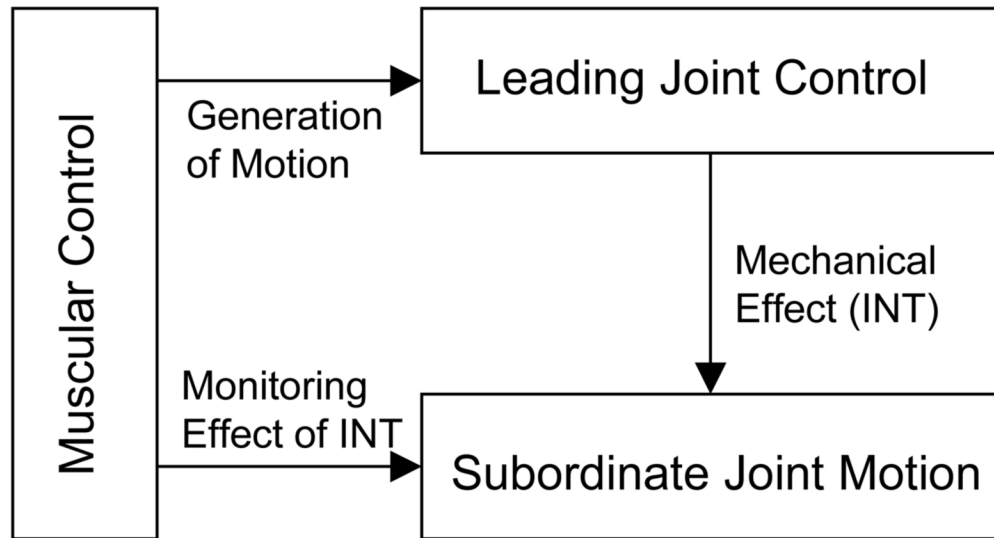 Muscular Control
Generation
of Motion
Leading Joint Control
Mechanical
Effect (INT)
Monitoring
Effect of INT
Subordinate Joint Motion